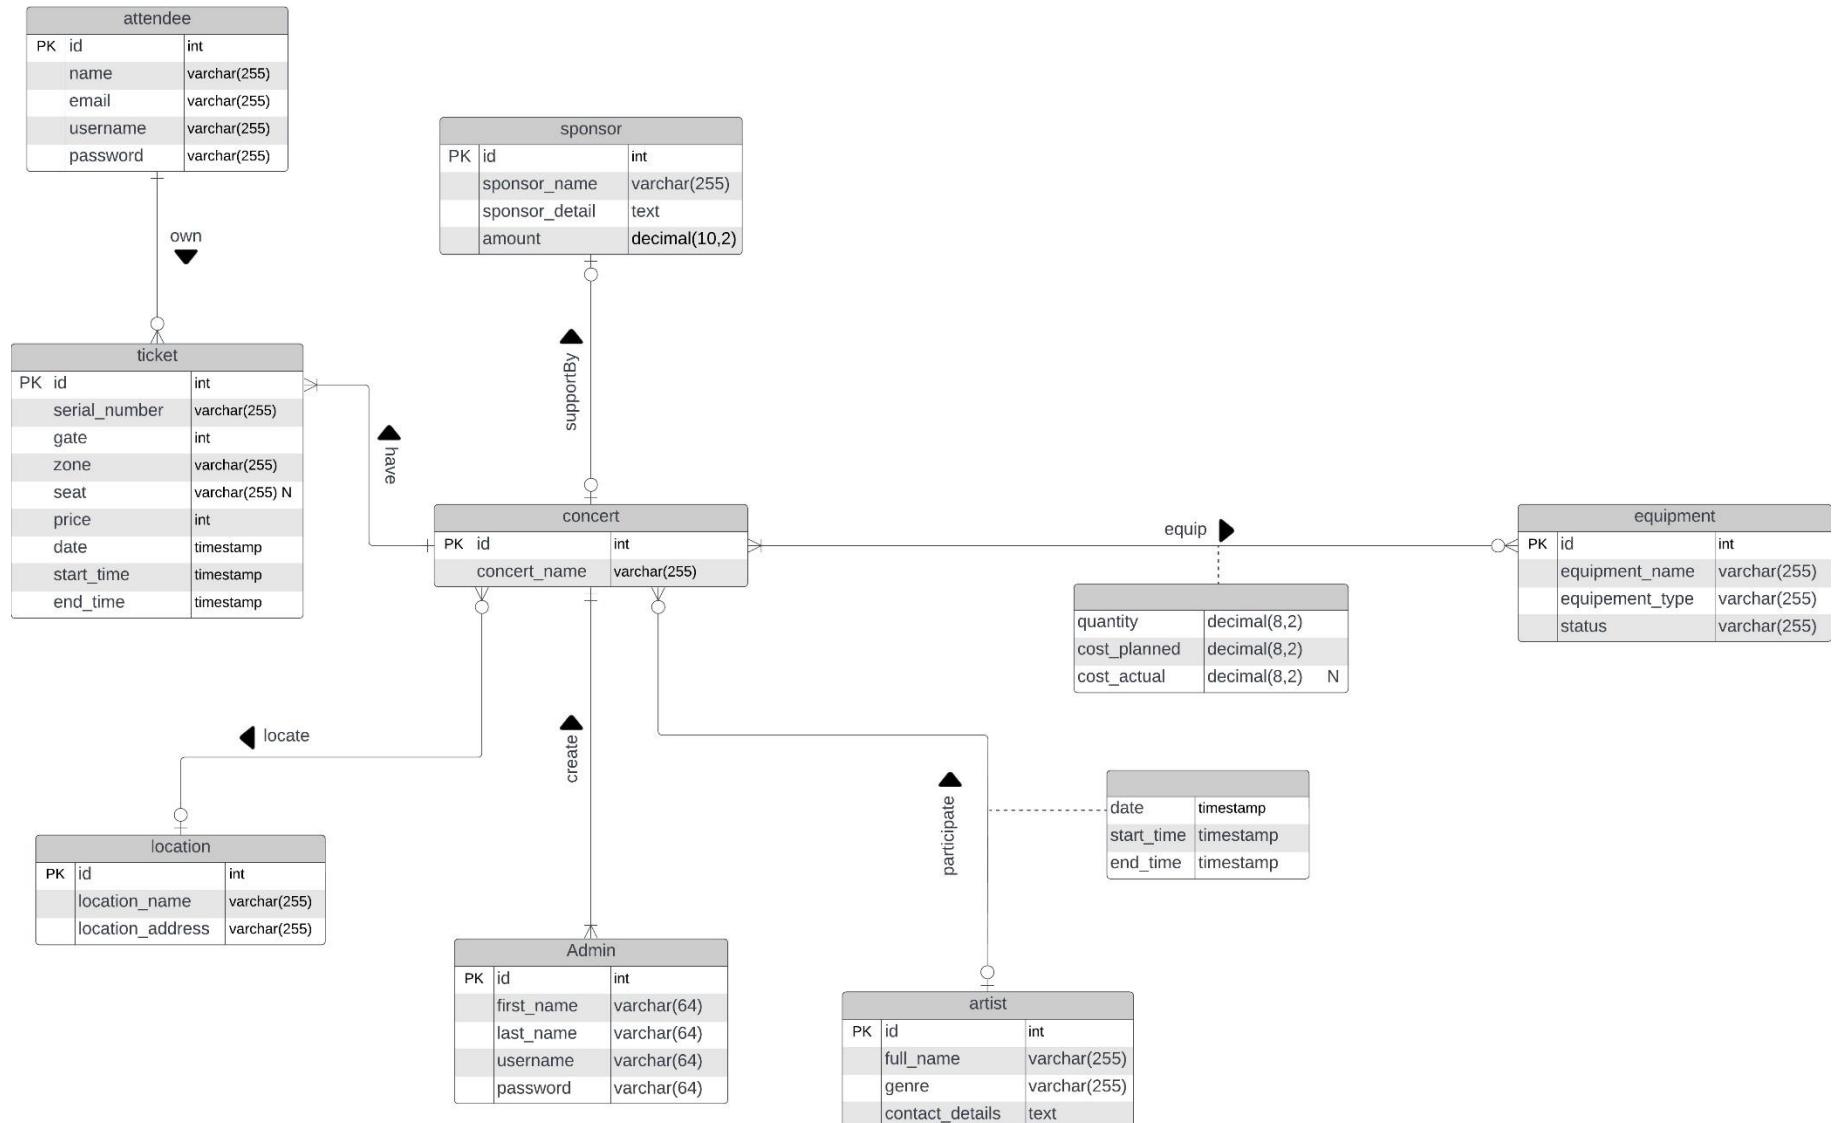 attendee
PK id int
name varchar(255)
email varchar(255)
username varchar(255)
password varchar(255)
own
sponsor
PK id int
sponsor_name varchar(255)
sponsor_detail text
amount decimal(10,2)
supportBy
ticket
PK id int
serial_number varchar(255)
gate int
zone varchar(255)
seat varchar(255) N
price int
date timestamp
start_time timestamp
end_time timestamp
have
concert
PK id int
concert_name varchar(255)
equip
quantity decimal(8,2)
cost_planned decimal(8,2)
cost_actual decimal(8,2) N
equipment
PK id int
equipment_name varchar(255)
equipement_type varchar(255)
status varchar(255)
locate
create
participate
date timestamp
start_time timestamp
end_time timestamp
location
PK id int
location_name varchar(255)
location_address varchar(255)
Admin
PK id int
first_name varchar(64)
last_name varchar(64)
username varchar(64)
password varchar(64)
artist
PK id int
full_name varchar(255)
genre varchar(255)
contact_details text